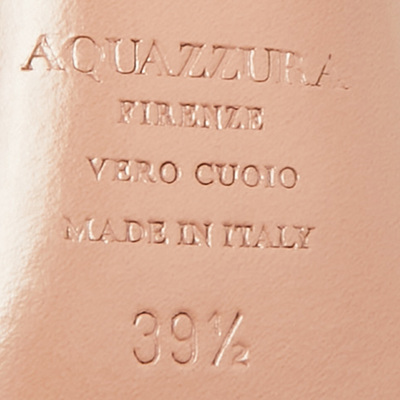 AQUAZZURA
FIRENZE
VERO CUOIO
MADE IN ITALY
39½